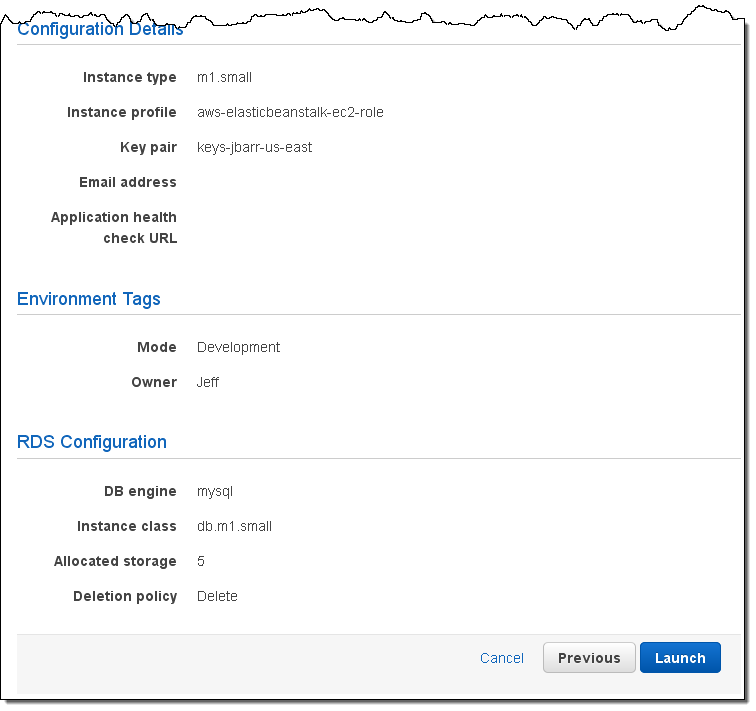 Configuration Details
Instance type m1.small
Instance profile aws-elasticbeanstalk-ec2-role
Key pair keys-jbarr-us-east
Email address
Application health
check URL
Environment Tags
Mode Development
Owner Jeff
RDS Configuration
DB engine mysql
Instance class db.m1.small
Allocated storage 5
Deletion policy Delete
Cancel Previous Launch